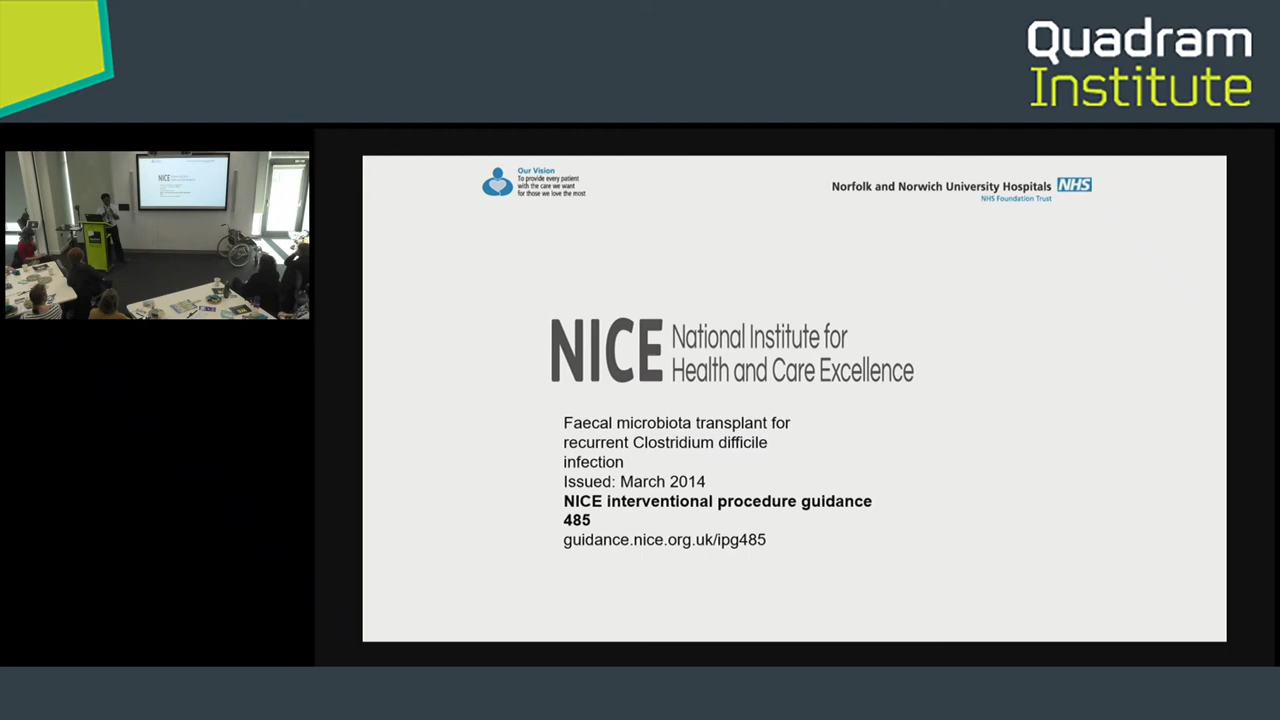 Quadram
Institute
Our Vision
To provide every patient
with the care we want
for those we love the most
Norfolk and Norwich University Hospitals NHS
NHS Foundation Trust
NICE National Institute for
Health and Care Excellence
Faecal microbiota transplant for
recurrent Clostridium difficile
infection
Issued: March 2014
NICE interventional procedure guidance
485
guidance.nice.org.uk/ipg485
NICE